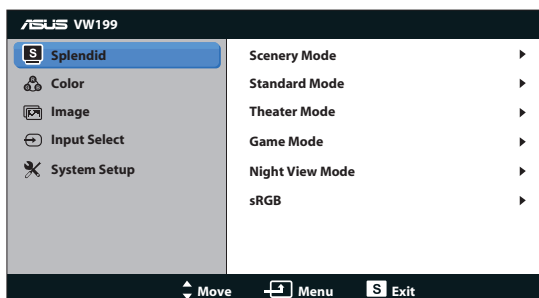 ASUS VW199
S Splendid
Color
Image
Input Select
System Setup
Scenery Mode
Standard Mode
Theater Mode
Game Mode
Night View Mode
sRGB
Move Menu S Exit